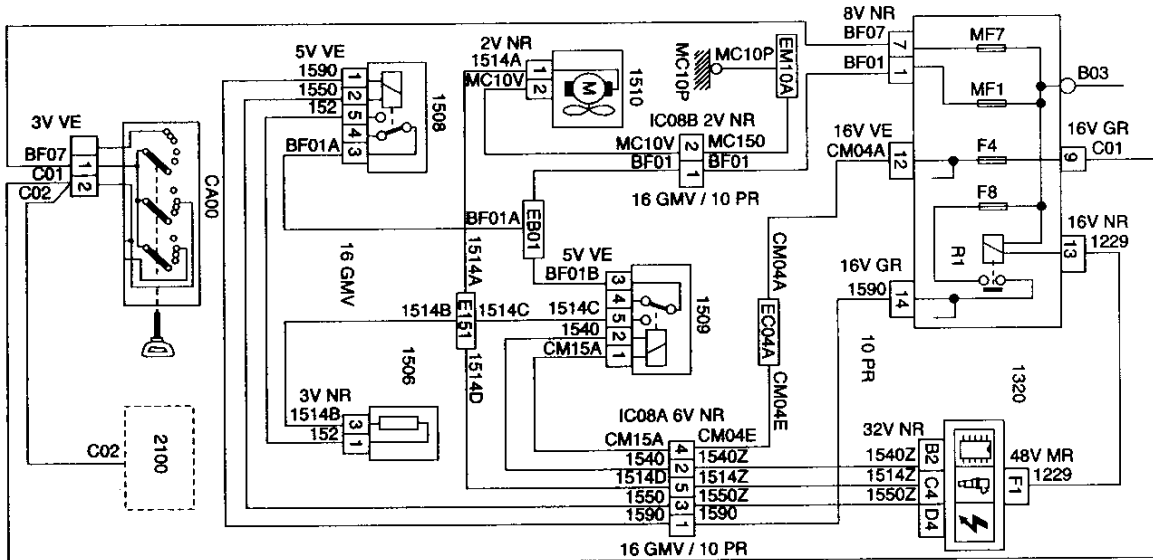 3V VE
BF07
C01
C02
1
2
CA00
C02
2100
5V VE
1590
1550
152
BF01A
1
2
5
4
3
1508
2V NR
1514A
MC10V
1
2
M
1510
MC10P
MC10P
EM10A
IC08B 2V NR
MC10V
BF01
2
1
MC150
BF01
16 GMV / 10 PR
BF01A
EB01
BF01B
16 GMV
1514A
1514B
E151
1514C
1514D
5V VE
1514C
1540
CM15A
3
4
5
2
1
1509
1506
3V NR
1514B
152
3
1
CM04A
EC04A
CM04E
IC08A 6V NR
CM15A
1540
1514D
1550
1590
4
2
5
3
1
CM04E
1540Z
1514Z
1550Z
1590
16 GMV / 10 PR
8V NR
BF07
BF01
7
1
MF7
MF1
B03
16V VE
CM04A
12
F4
F8
R1
16V GR
C01
9
16V NR
1229
13
16V GR
1590
14
10 PR
1320
32V NR
1540Z
1514Z
1550Z
B2
C4
D4
F1
48V MR
1229